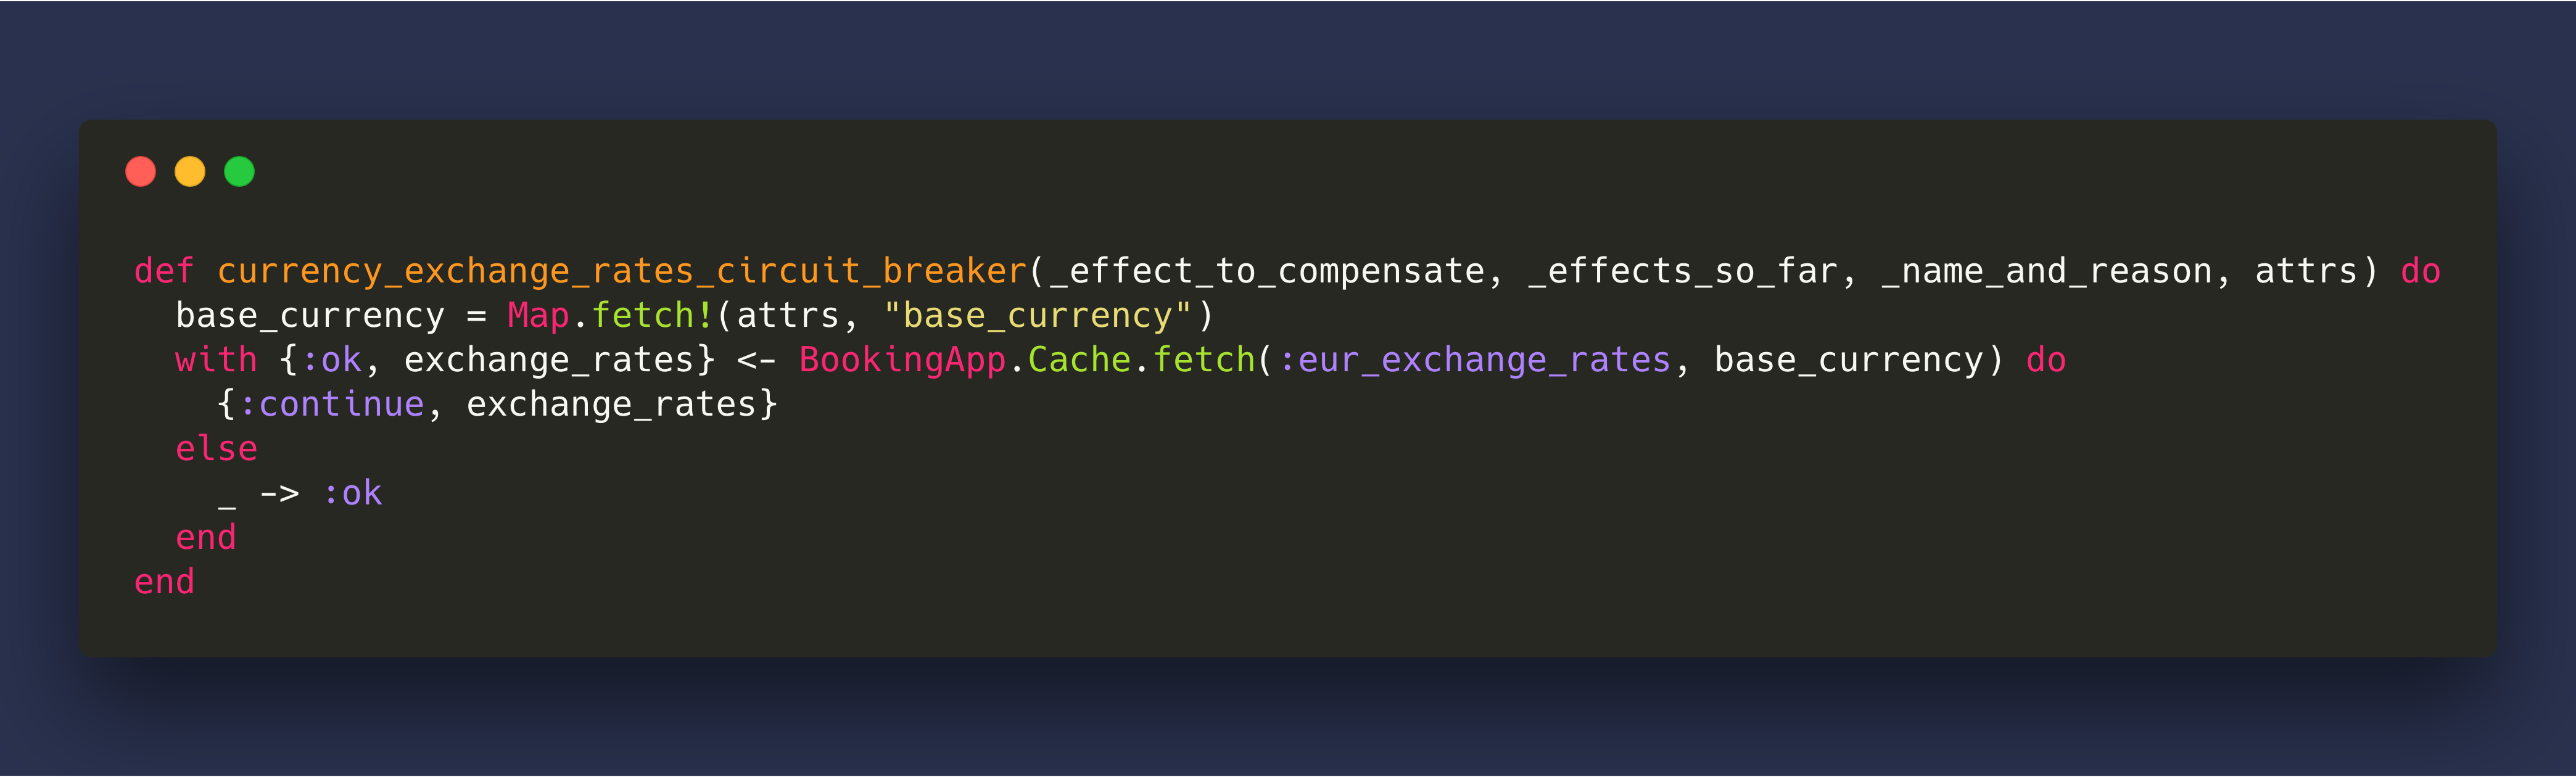 def currency_exchange_rates_circuit_breaker(_effect_to_compensate, _effects_so_far, _name_and_reason, attrs) do
  base_currency = Map.fetch!(attrs, "base_currency")
  with {:ok, exchange_rates} <- BookingApp.Cache.fetch(:eur_exchange_rates, base_currency) do
    {:continue, exchange_rates}
  else
    _ -> :ok
  end
end